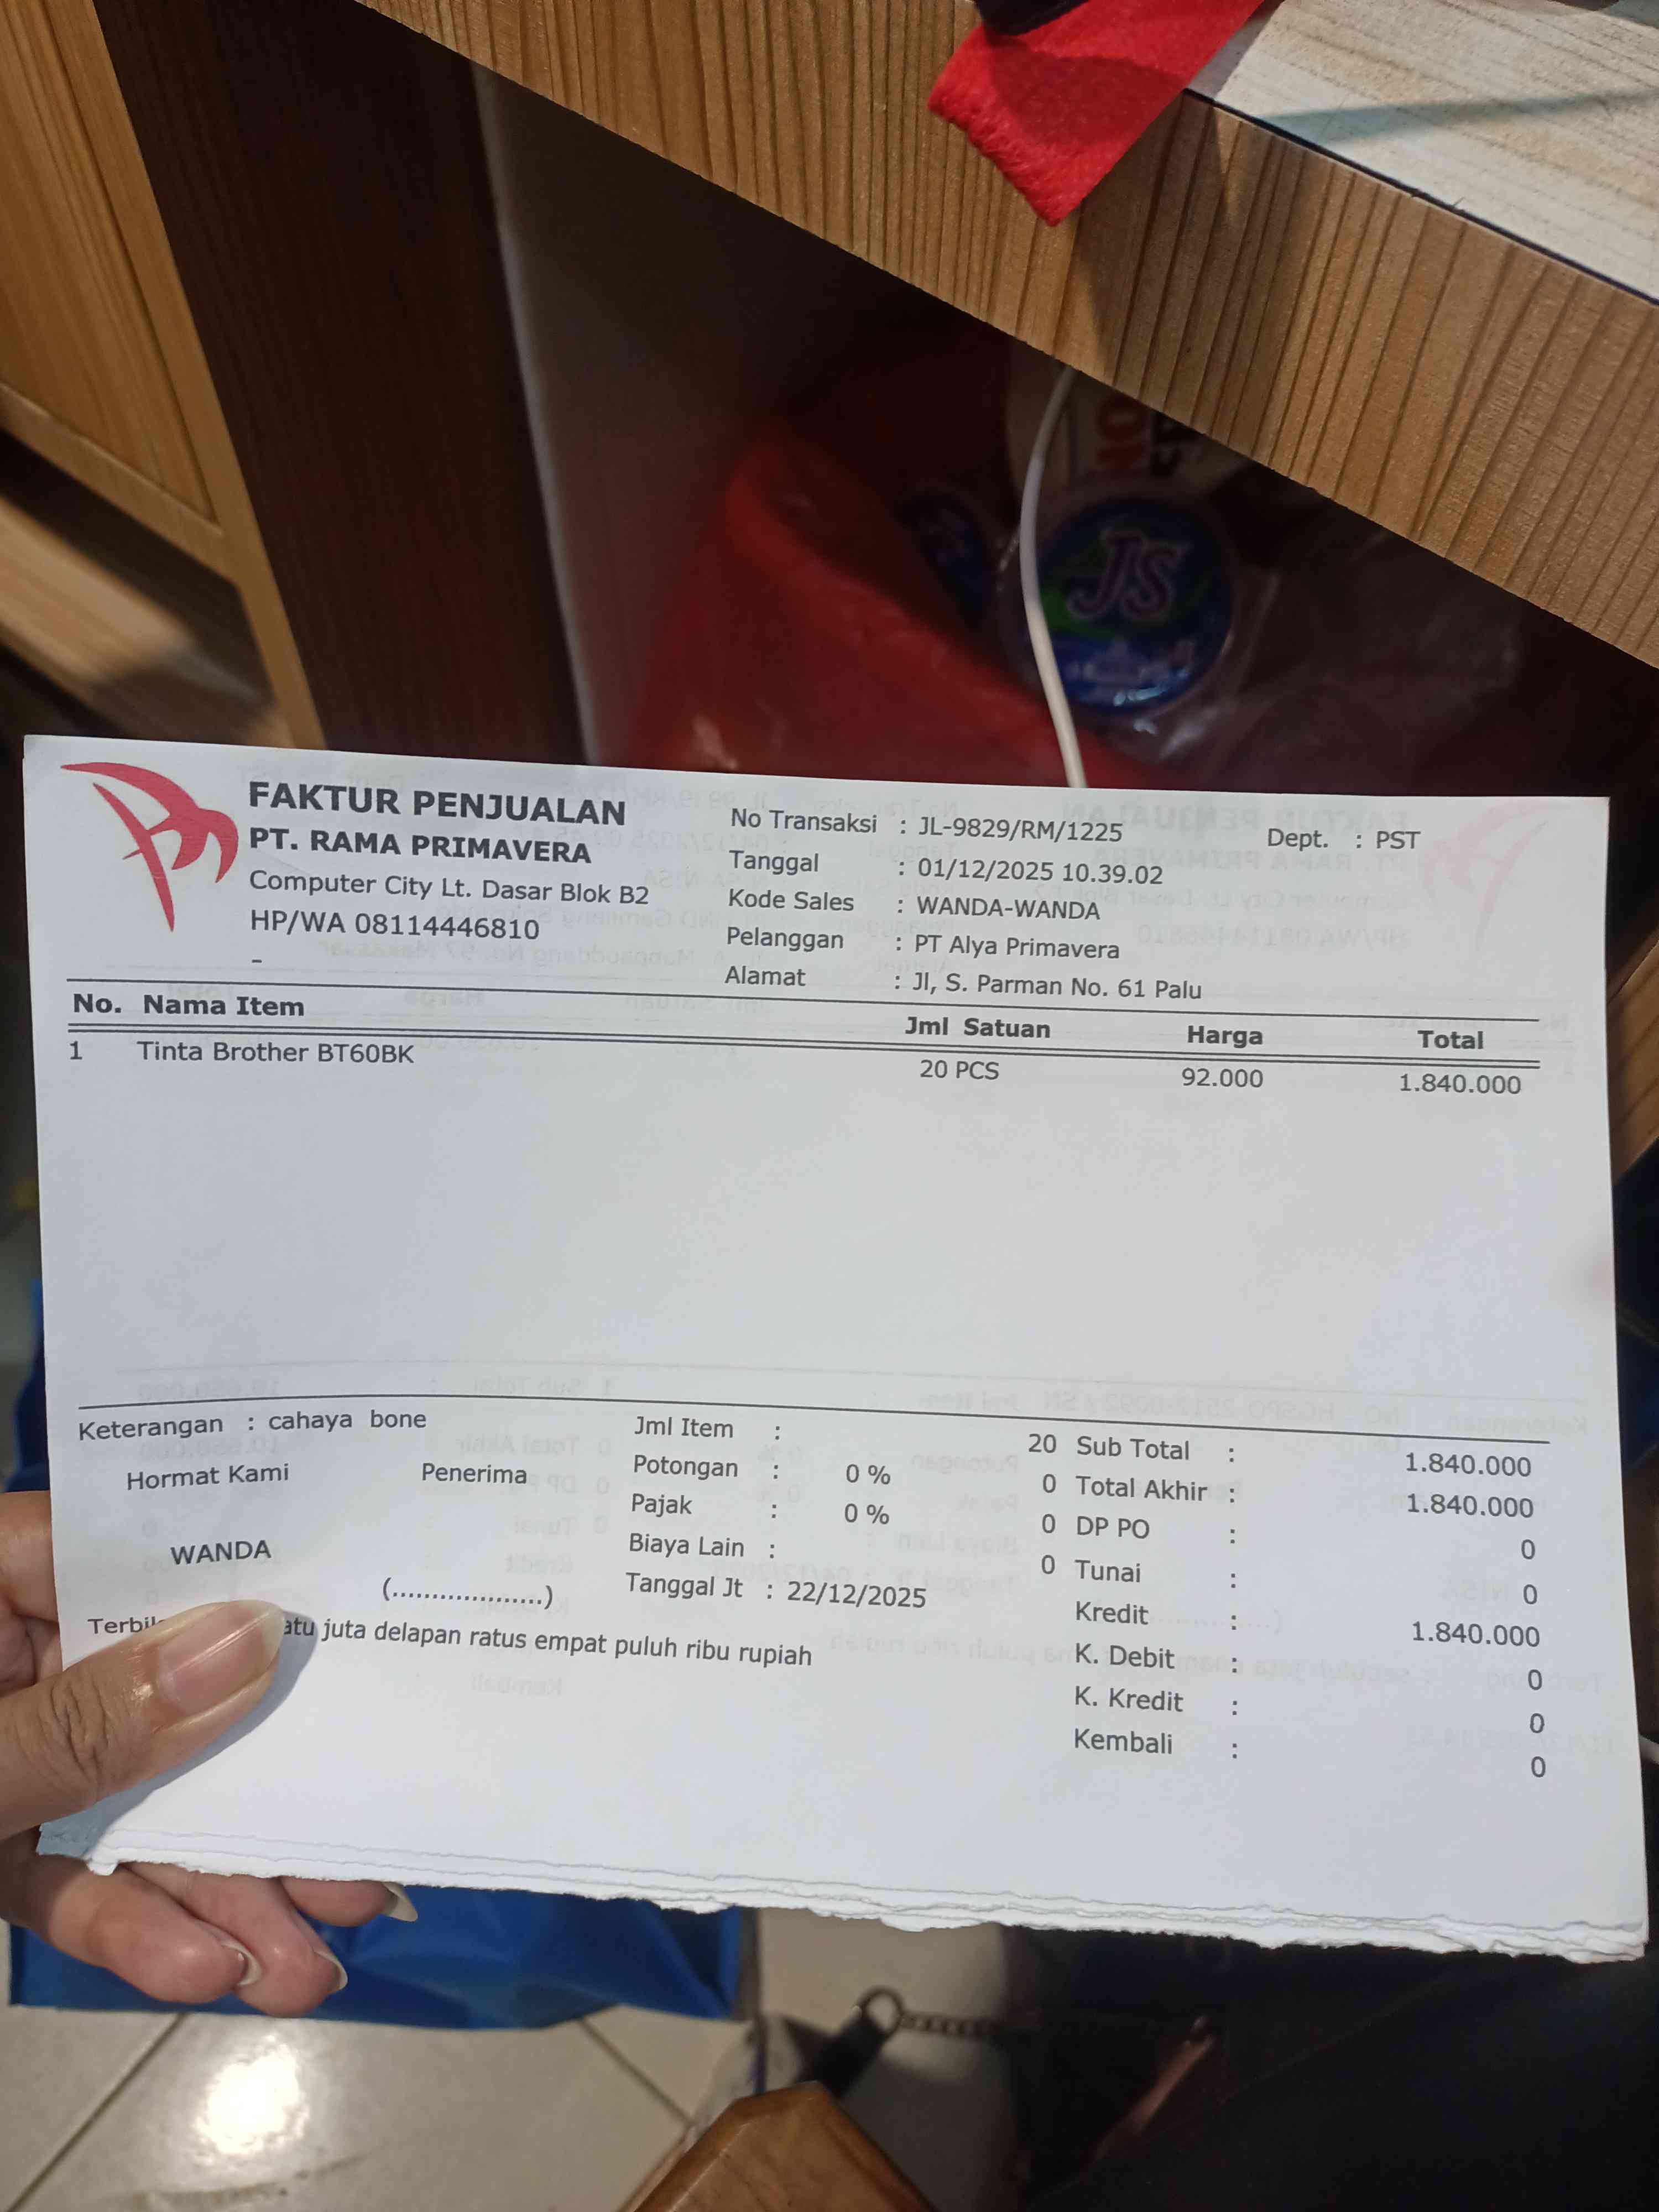 JS
FAKTUR PENJUALAN
PT. RAMA PRIMAVERA
Computer City Lt. Dasar Blok B2
HP/WA 08114446810
-
No Transaksi : JL-9829/RM/1225
Dept. : PST
Tanggal : 01/12/2025 10.39.02
Kode Sales : WANDA-WANDA
Pelanggan : PT Alya Primavera
Alamat : Jl, S. Parman No. 61 Palu
No. Nama Item Jml Satuan Harga Total
1 Tinta Brother BT60BK 20 PCS 92.000 1.840.000
Keterangan : cahaya bone
Hormat Kami Penerima
WANDA
(...................)
Jml Item : 20
Potongan : 0 % 0
Pajak : 0 % 0
Biaya Lain : 0
Tanggal Jt : 22/12/2025
Sub Total : 1.840.000
Total Akhir : 1.840.000
DP PO : 0
Tunai : 0
Kredit : 1.840.000
K. Debit : 0
K. Kredit : 0
Kembali : 0
juta delapan ratus empat puluh ribu rupiah